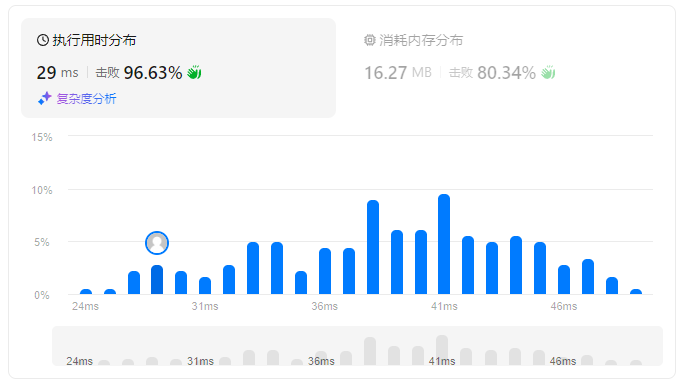 执行用时分布
29 ms 击败 96.63%
复杂度分析
消耗内存分布
16.27 MB 击败 80.34%
15%
10%
5%
0%
24ms 31ms 36ms 41ms 46ms
24ms 31ms 36ms 41ms 46ms